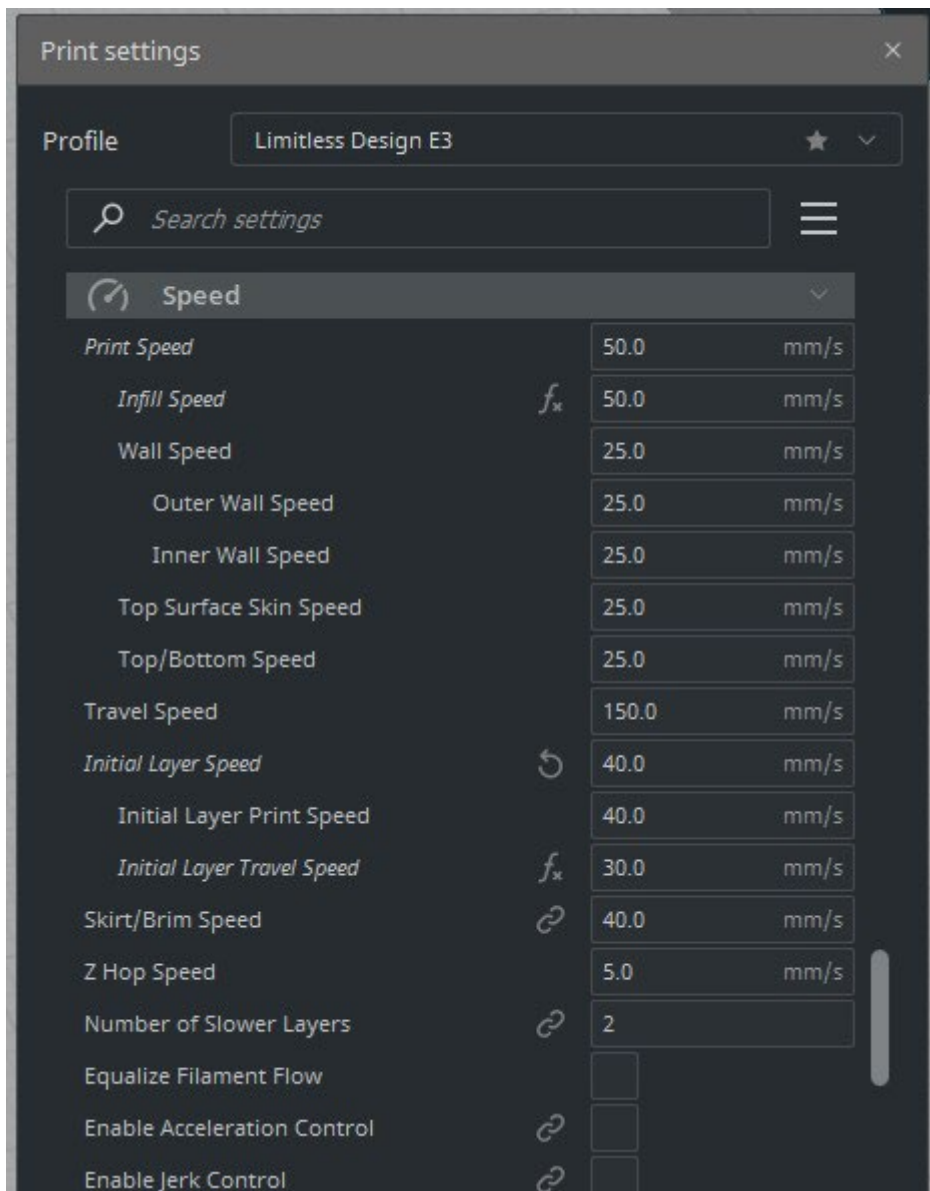 Print settings
Profile Limitless Design E3
Search settings
Speed
Print Speed 50.0 mm/s
Infill Speed 50.0 mm/s
Wall Speed 25.0 mm/s
Outer Wall Speed 25.0 mm/s
Inner Wall Speed 25.0 mm/s
Top Surface Skin Speed 25.0 mm/s
Top/Bottom Speed 25.0 mm/s
Travel Speed 150.0 mm/s
Initial Layer Speed 40.0 mm/s
Initial Layer Print Speed 40.0 mm/s
Initial Layer Travel Speed 30.0 mm/s
Skirt/Brim Speed 40.0 mm/s
Z Hop Speed 5.0 mm/s
Number of Slower Layers 2
Equalize Filament Flow
Enable Acceleration Control
Enable Jerk Control